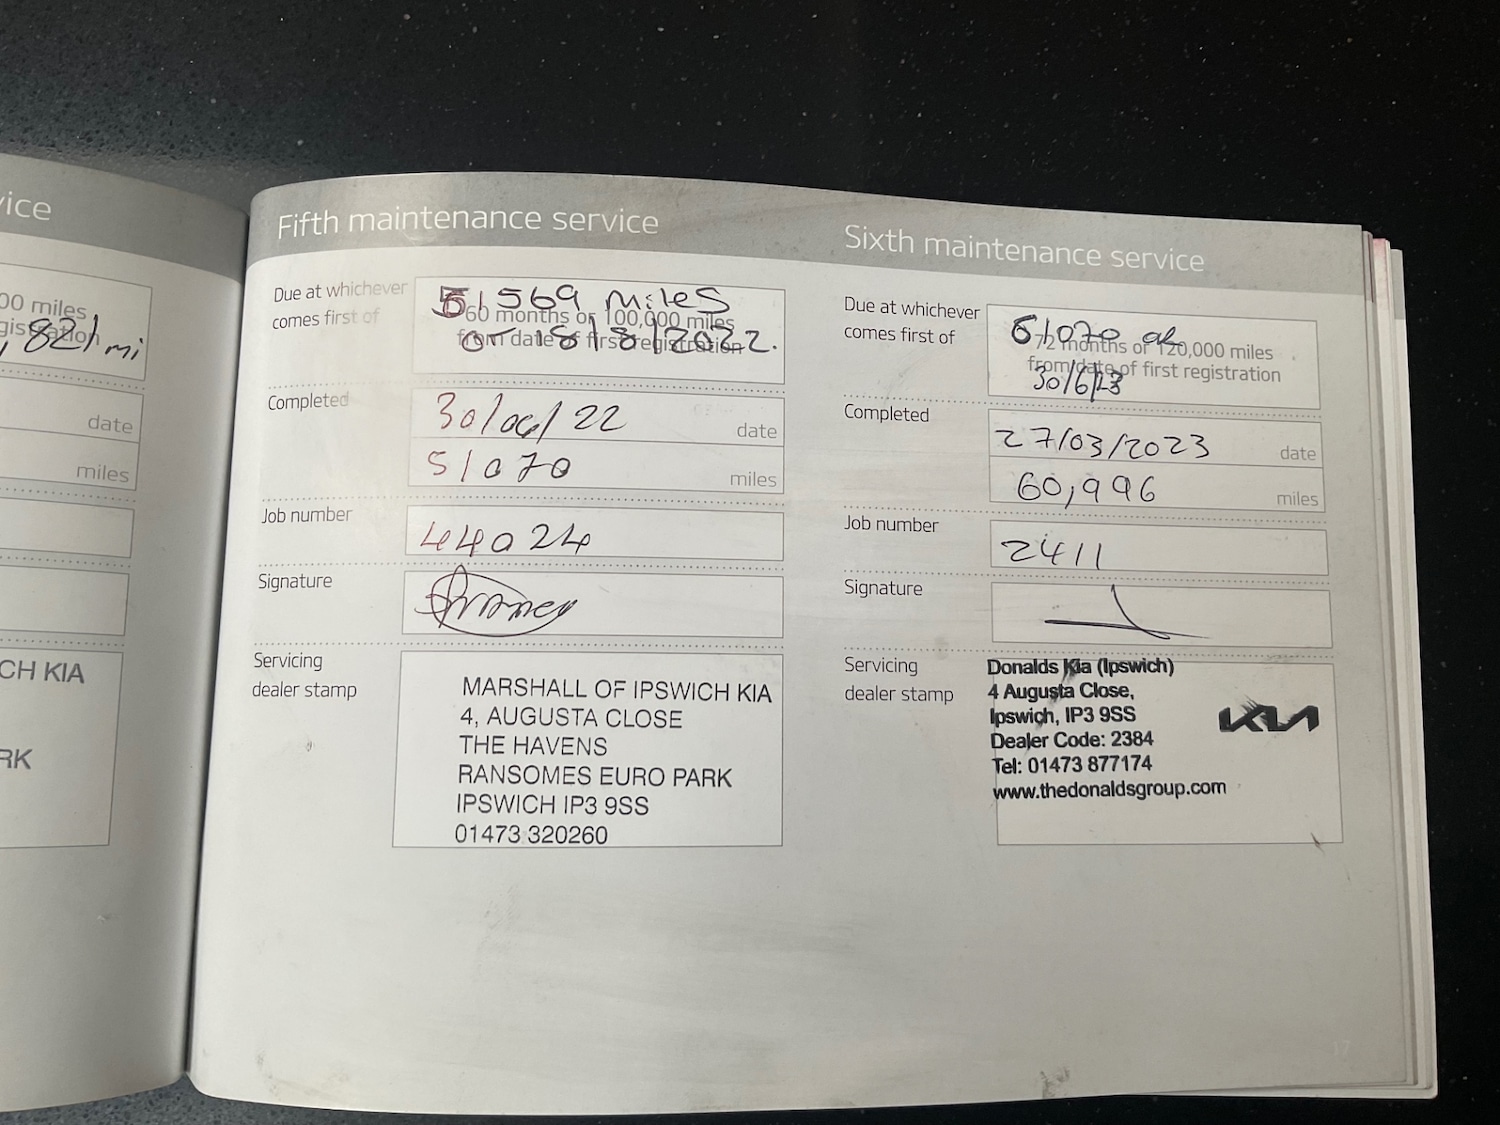 vice
00 miles
gistration
,821 mi
date
miles
CH KIA
RK
Fifth maintenance service
Due at whichever
comes first of
51569 miles
60 months or 100,000 miles
from date of first registration
or 18/8/2022.
Completed
30/06/22 date
51070 miles
Job number
44024
Signature
Servicing
dealer stamp
MARSHALL OF IPSWICH KIA
4, AUGUSTA CLOSE
THE HAVENS
RANSOMES EURO PARK
IPSWICH IP3 9SS
01473 320260
Sixth maintenance service
Due at whichever
comes first of
61070 or
72 months or 120,000 miles
from date of first registration
30/6/23
Completed
27/03/2023 date
60,996 miles
Job number
2411
Signature
Servicing
dealer stamp
Donalds Kia (Ipswich)
4 Augusta Close,
Ipswich, IP3 9SS
Dealer Code: 2384
Tel: 01473 877174
www.thedonaldsgroup.com
KIA
17